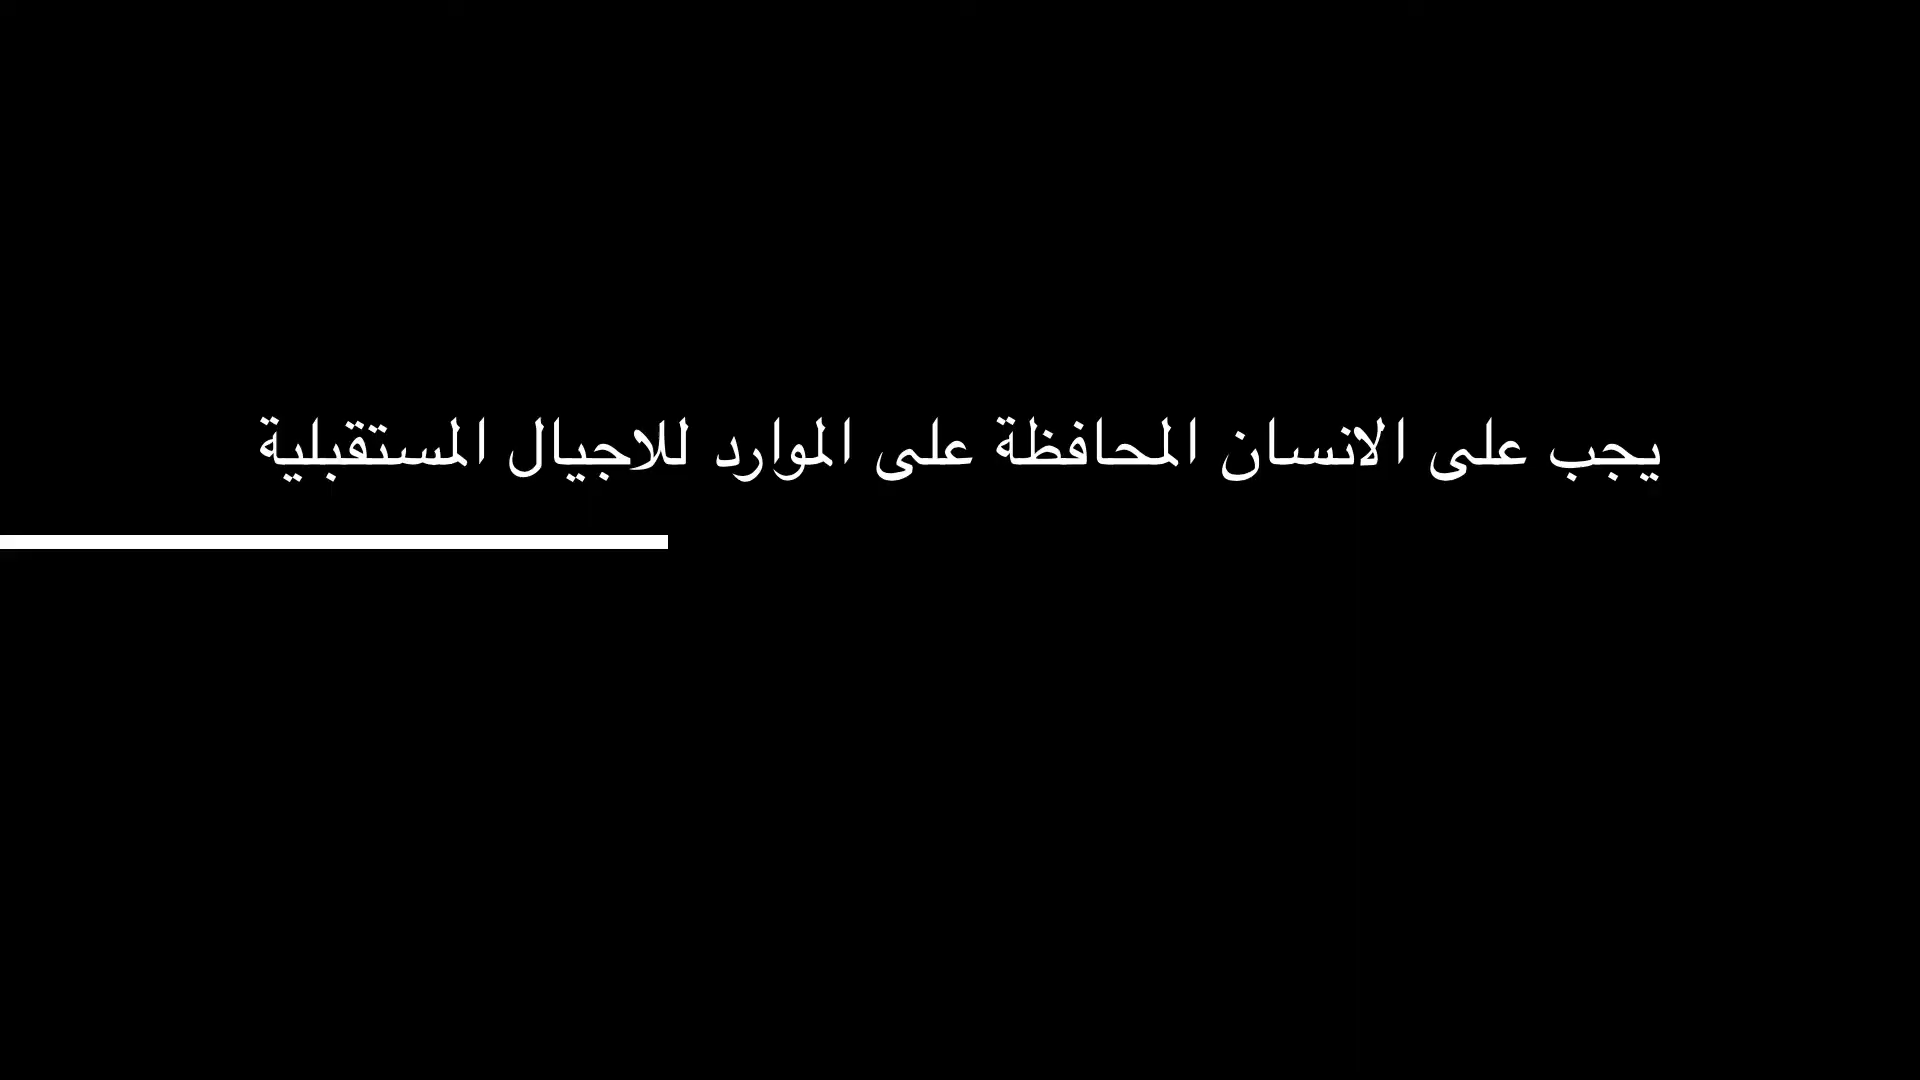 يجب على الانسان المحافظة على الموارد للاجيال المستقبلية